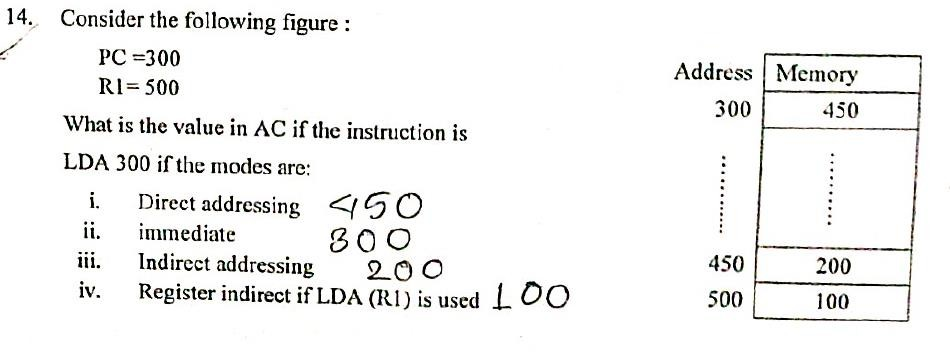 14. Consider the following figure :
PC =300
R1= 500
What is the value in AC if the instruction is
LDA 300 if the modes are:
i. Direct addressing 450
ii. immediate 300
iii. Indirect addressing 200
iv. Register indirect if LDA (R1) is used 100
Address Memory
300 450
450 200
500 100